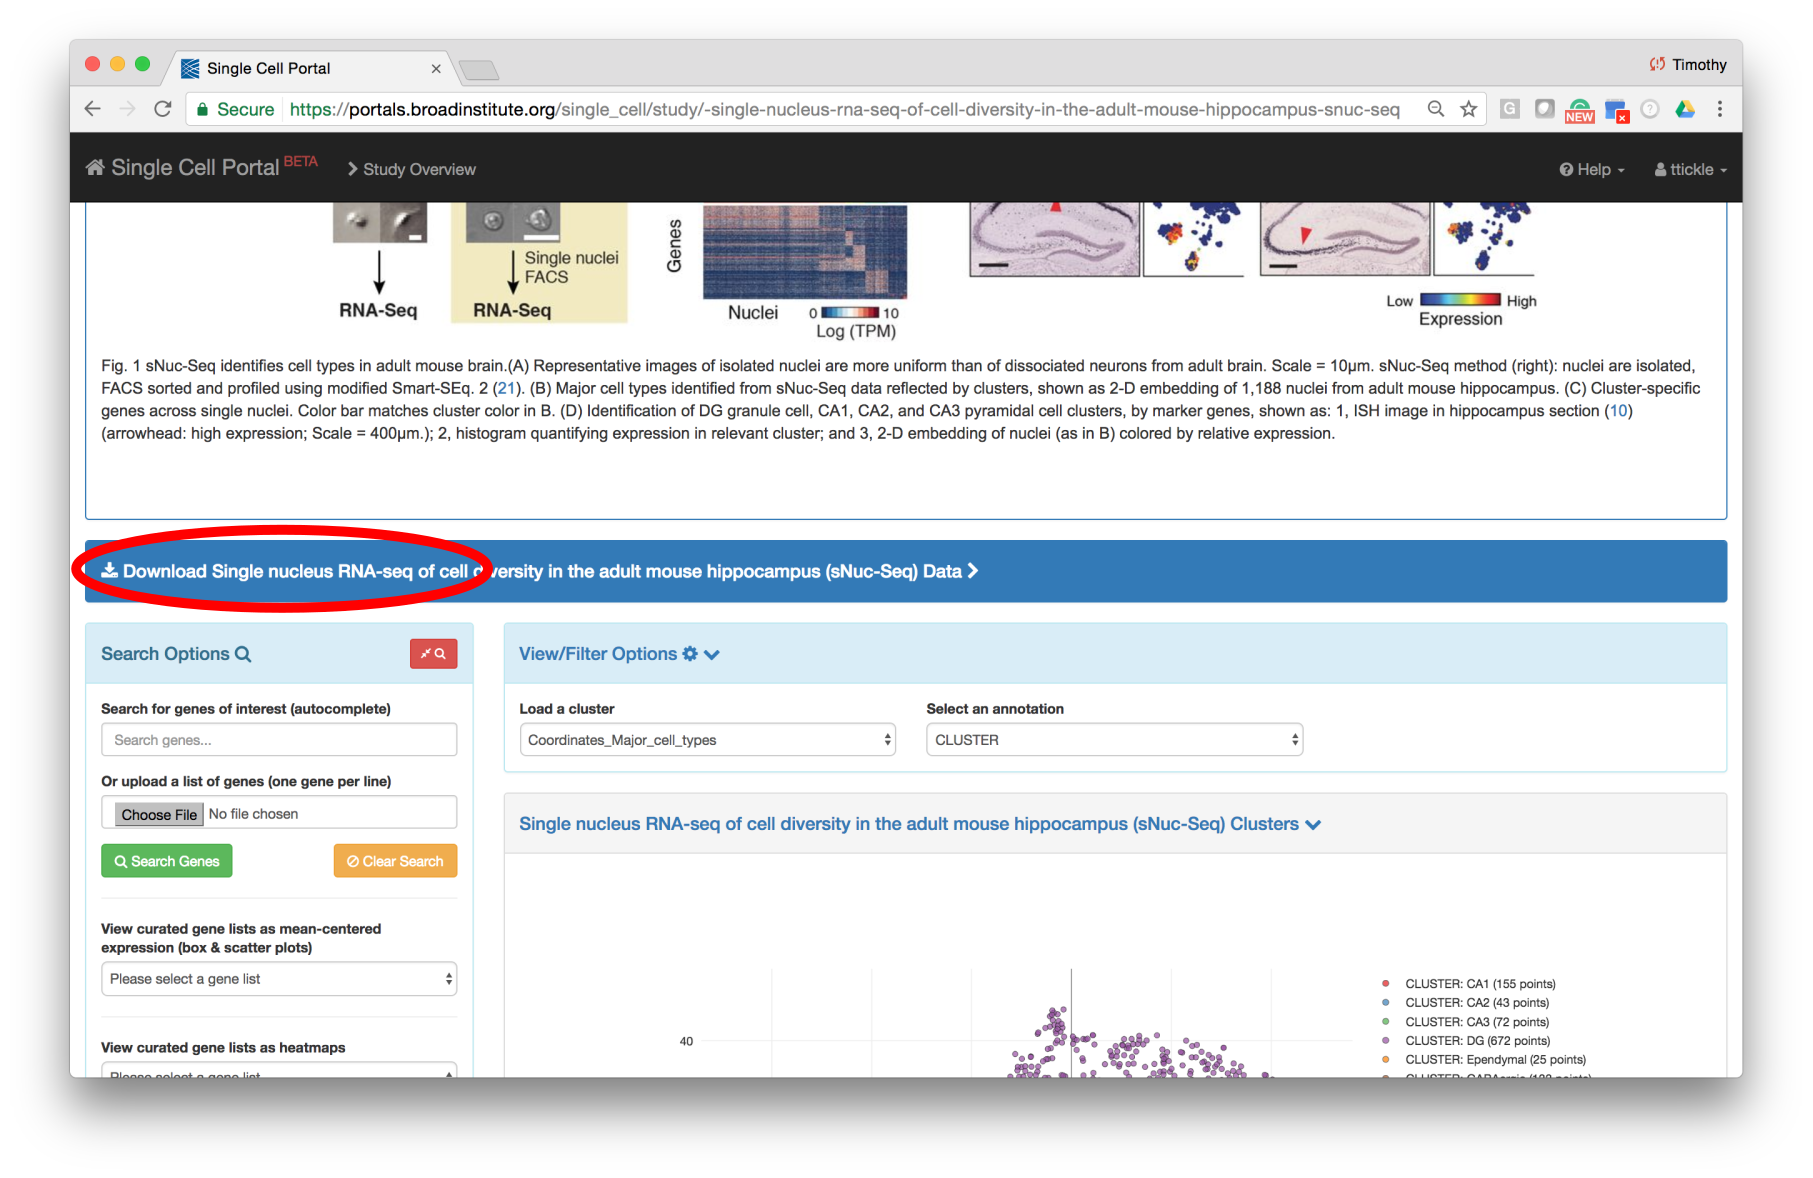 Single Cell Portal
Timothy
Secure https://portals.broadinstitute.org/single_cell/study/-single-nucleus-rna-seq-of-cell-diversity-in-the-adult-mouse-hippocampus-snuc-seq
G
NEW
Single Cell Portal BETA
Study Overview
Help
ttickle
Single nuclei
FACS
RNA-Seq
RNA-Seq
Genes
Nuclei
0 10
Log (TPM)
Low High
Expression
Fig. 1 sNuc-Seq identifies cell types in adult mouse brain.(A) Representative images of isolated nuclei are more uniform than of dissociated neurons from adult brain. Scale = 10μm. sNuc-Seq method (right): nuclei are isolated,
FACS sorted and profiled using modified Smart-SEq. 2 (21). (B) Major cell types identified from sNuc-Seq data reflected by clusters, shown as 2-D embedding of 1,188 nuclei from adult mouse hippocampus. (C) Cluster-specific
genes across single nuclei. Color bar matches cluster color in B. (D) Identification of DG granule cell, CA1, CA2, and CA3 pyramidal cell clusters, by marker genes, shown as: 1, ISH image in hippocampus section (10)
(arrowhead: high expression; Scale = 400μm.); 2, histogram quantifying expression in relevant cluster; and 3, 2-D embedding of nuclei (as in B) colored by relative expression.
Download Single nucleus RNA-seq of cell diversity in the adult mouse hippocampus (sNuc-Seq) Data
Search Options
Search for genes of interest (autocomplete)
Search genes...
Or upload a list of genes (one gene per line)
Choose File No file chosen
Search Genes
Clear Search
View curated gene lists as mean-centered
expression (box & scatter plots)
Please select a gene list
View curated gene lists as heatmaps
Please select a gene list
View/Filter Options
Load a cluster
Coordinates_Major_cell_types
Select an annotation
CLUSTER
Single nucleus RNA-seq of cell diversity in the adult mouse hippocampus (sNuc-Seq) Clusters
40
CLUSTER: CA1 (155 points)
CLUSTER: CA2 (43 points)
CLUSTER: CA3 (72 points)
CLUSTER: DG (672 points)
CLUSTER: Ependymal (25 points)
CLUSTER: GABAergic